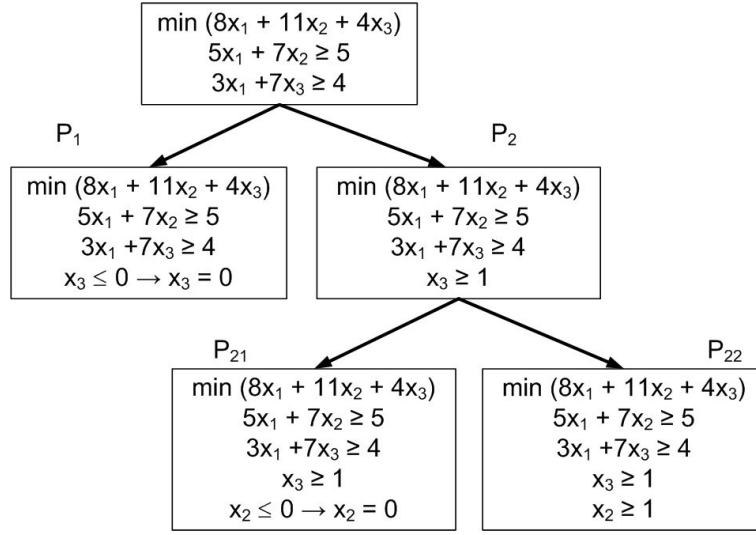 min (8x₁ + 11x₂ + 4x₃)
5x₁ + 7x₂ ≥ 5
3x₁ +7x₃ ≥ 4
P₁
min (8x₁ + 11x₂ + 4x₃)
5x₁ + 7x₂ ≥ 5
3x₁ +7x₃ ≥ 4
x₃ ≤ 0 → x₃ = 0
P₂
min (8x₁ + 11x₂ + 4x₃)
5x₁ + 7x₂ ≥ 5
3x₁ +7x₃ ≥ 4
x₃ ≥ 1
P₂₁
min (8x₁ + 11x₂ + 4x₃)
5x₁ + 7x₂ ≥ 5
3x₁ +7x₃ ≥ 4
x₃ ≥ 1
x₂ ≤ 0 → x₂ = 0
P₂₂
min (8x₁ + 11x₂ + 4x₃)
5x₁ + 7x₂ ≥ 5
3x₁ +7x₃ ≥ 4
x₃ ≥ 1
x₂ ≥ 1